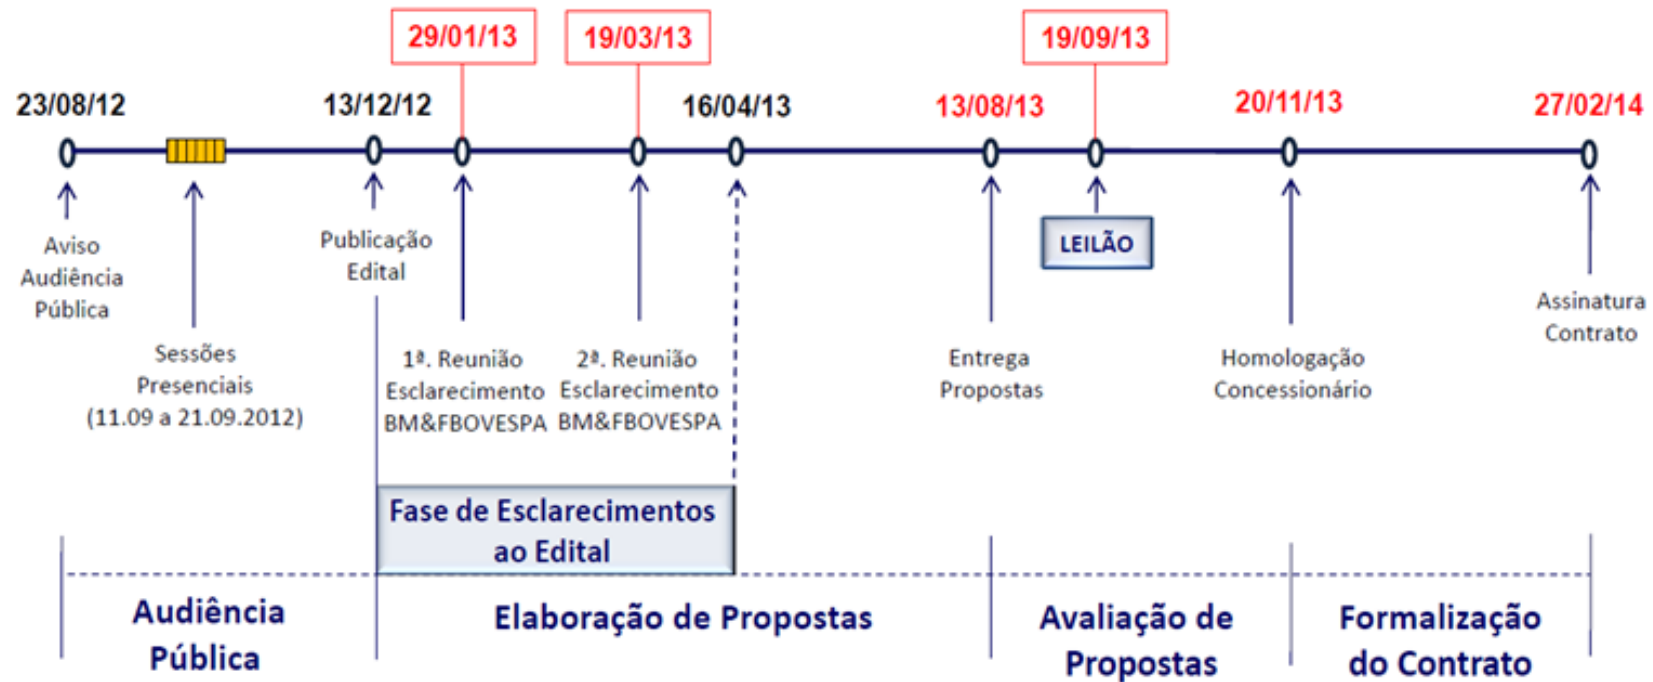 29/01/13
19/03/13
19/09/13
23/08/12
13/12/12
16/04/13
13/08/13
20/11/13
27/02/14
Aviso
Audiência
Pública
Sessões
Presenciais
(11.09 a 21.09.2012)
Publicação
Edital
1ª. Reunião
Esclarecimento
BM&FBOVESPA
2ª. Reunião
Esclarecimento
BM&FBOVESPA
Entrega
Propostas
LEILÃO
Homologação
Concessionário
Assinatura
Contrato
Fase de Esclarecimentos
ao Edital
Audiência
Pública
Elaboração de Propostas
Avaliação de
Propostas
Formalização
do Contrato